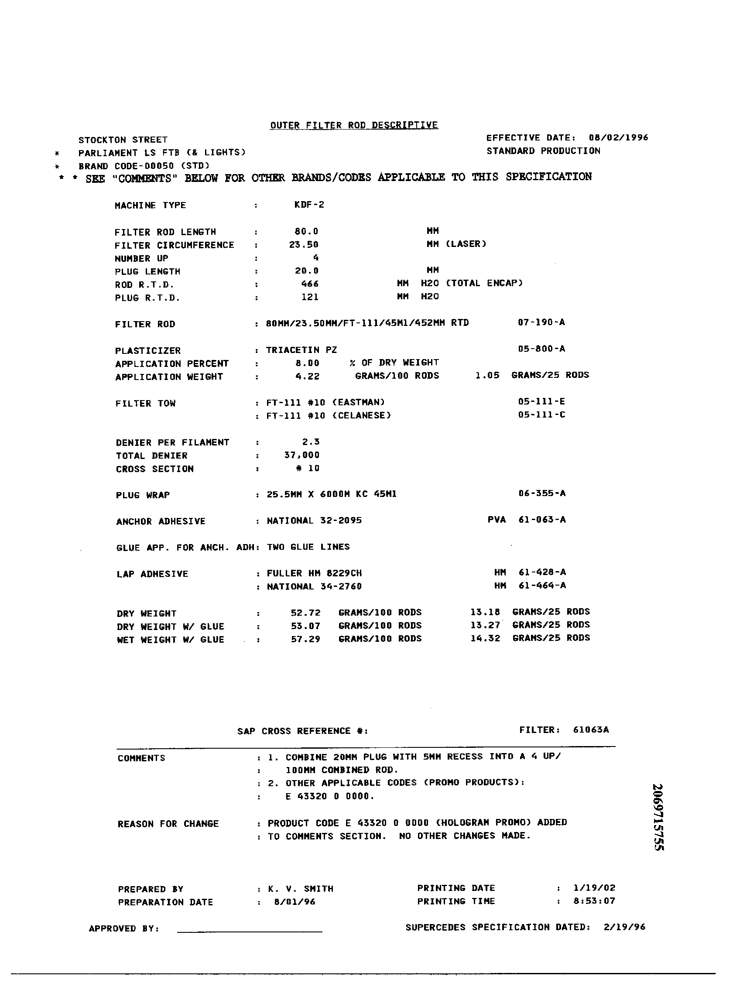 OUTER FILTER ROD DESCRIPTIVE
STOCKTON STREET EFFECTIVE DATE: 08/02/1996
* PARLIAMENT LS FTB (& LIGHTS) STANDARD PRODUCTION
* BRAND CODE-00050 (STD)
* * SEE "COMMENTS" BELOW FOR OTHER BRANDS/CODES APPLICABLE TO THIS SPECIFICATION
MACHINE TYPE : KDF-2
FILTER ROD LENGTH : 80.0 MM
FILTER CIRCUMFERENCE : 23.50 MM (LASER)
NUMBER UP : 4
PLUG LENGTH : 20.0 MM
ROD R.T.D. : 466 MM H2O (TOTAL ENCAP)
PLUG R.T.D. : 121 MM H2O
FILTER ROD : 80MM/23.50MM/FT-111/45M1/452MM RTD 07-190-A
PLASTICIZER : TRIACETIN PZ 05-800-A
APPLICATION PERCENT : 8.00 % OF DRY WEIGHT
APPLICATION WEIGHT : 4.22 GRAMS/100 RODS 1.05 GRAMS/25 RODS
FILTER TOW : FT-111 #10 (EASTMAN) 05-111-E
: FT-111 #10 (CELANESE) 05-111-C
DENIER PER FILAMENT : 2.3
TOTAL DENIER : 37,000
CROSS SECTION : # 10
PLUG WRAP : 25.5MM X 6000M KC 45M1 06-355-A
ANCHOR ADHESIVE : NATIONAL 32-2095 PVA 61-063-A
GLUE APP. FOR ANCH. ADH: TWO GLUE LINES
LAP ADHESIVE : FULLER HM 8229CH HM 61-428-A
: NATIONAL 34-2760 HM 61-464-A
DRY WEIGHT : 52.72 GRAMS/100 RODS 13.18 GRAMS/25 RODS
DRY WEIGHT W/ GLUE : 53.07 GRAMS/100 RODS 13.27 GRAMS/25 RODS
WET WEIGHT W/ GLUE : 57.29 GRAMS/100 RODS 14.32 GRAMS/25 RODS
SAP CROSS REFERENCE #: FILTER: 61063A
COMMENTS : 1. COMBINE 20MM PLUG WITH 5MM RECESS INTO A 4 UP/
: 100MM COMBINED ROD.
: 2. OTHER APPLICABLE CODES (PROMO PRODUCTS):
: E 43320 0 0000.
REASON FOR CHANGE : PRODUCT CODE E 43320 0 0000 (HOLOGRAM PROMO) ADDED
: TO COMMENTS SECTION. NO OTHER CHANGES MADE.
2069715755
PREPARED BY : K. V. SMITH PRINTING DATE : 1/19/02
PREPARATION DATE : 8/01/96 PRINTING TIME : 8:53:07
APPROVED BY: SUPERCEDES SPECIFICATION DATED: 2/19/96